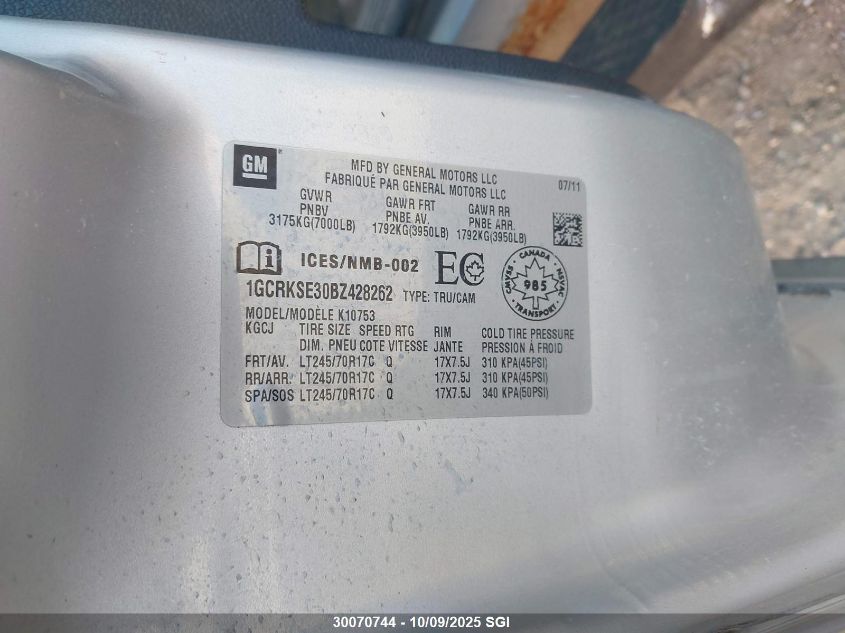 GM
MFD BY GENERAL MOTORS LLC 07/11
FABRIQUÉ PAR GENERAL MOTORS LLC
GVWR GAWR FRT GAWR RR
PNBV PNBE AV. PNBE ARR.
3175KG(7000LB) 1792KG(3950LB) 1792KG(3950LB)
i ICES/NMB-002 EC
CANADA
CMVSS 985 NSVAC
TRANSPORT
1GCRKSE30BZ428262 TYPE: TRU/CAM
MODEL/MODÈLE K10753
KGCJ TIRE SIZE SPEED RTG RIM COLD TIRE PRESSURE
DIM. PNEU COTE VITESSE JANTE PRESSION À FROID
FRT/AV. LT245/70R17C Q 17X7.5J 310 KPA(45PSI)
RR/ARR. LT245/70R17C Q 17X7.5J 310 KPA(45PSI)
SPA/SOS LT245/70R17C Q 17X7.5J 340 KPA(50PSI)
30070744 - 10/09/2025 SGI